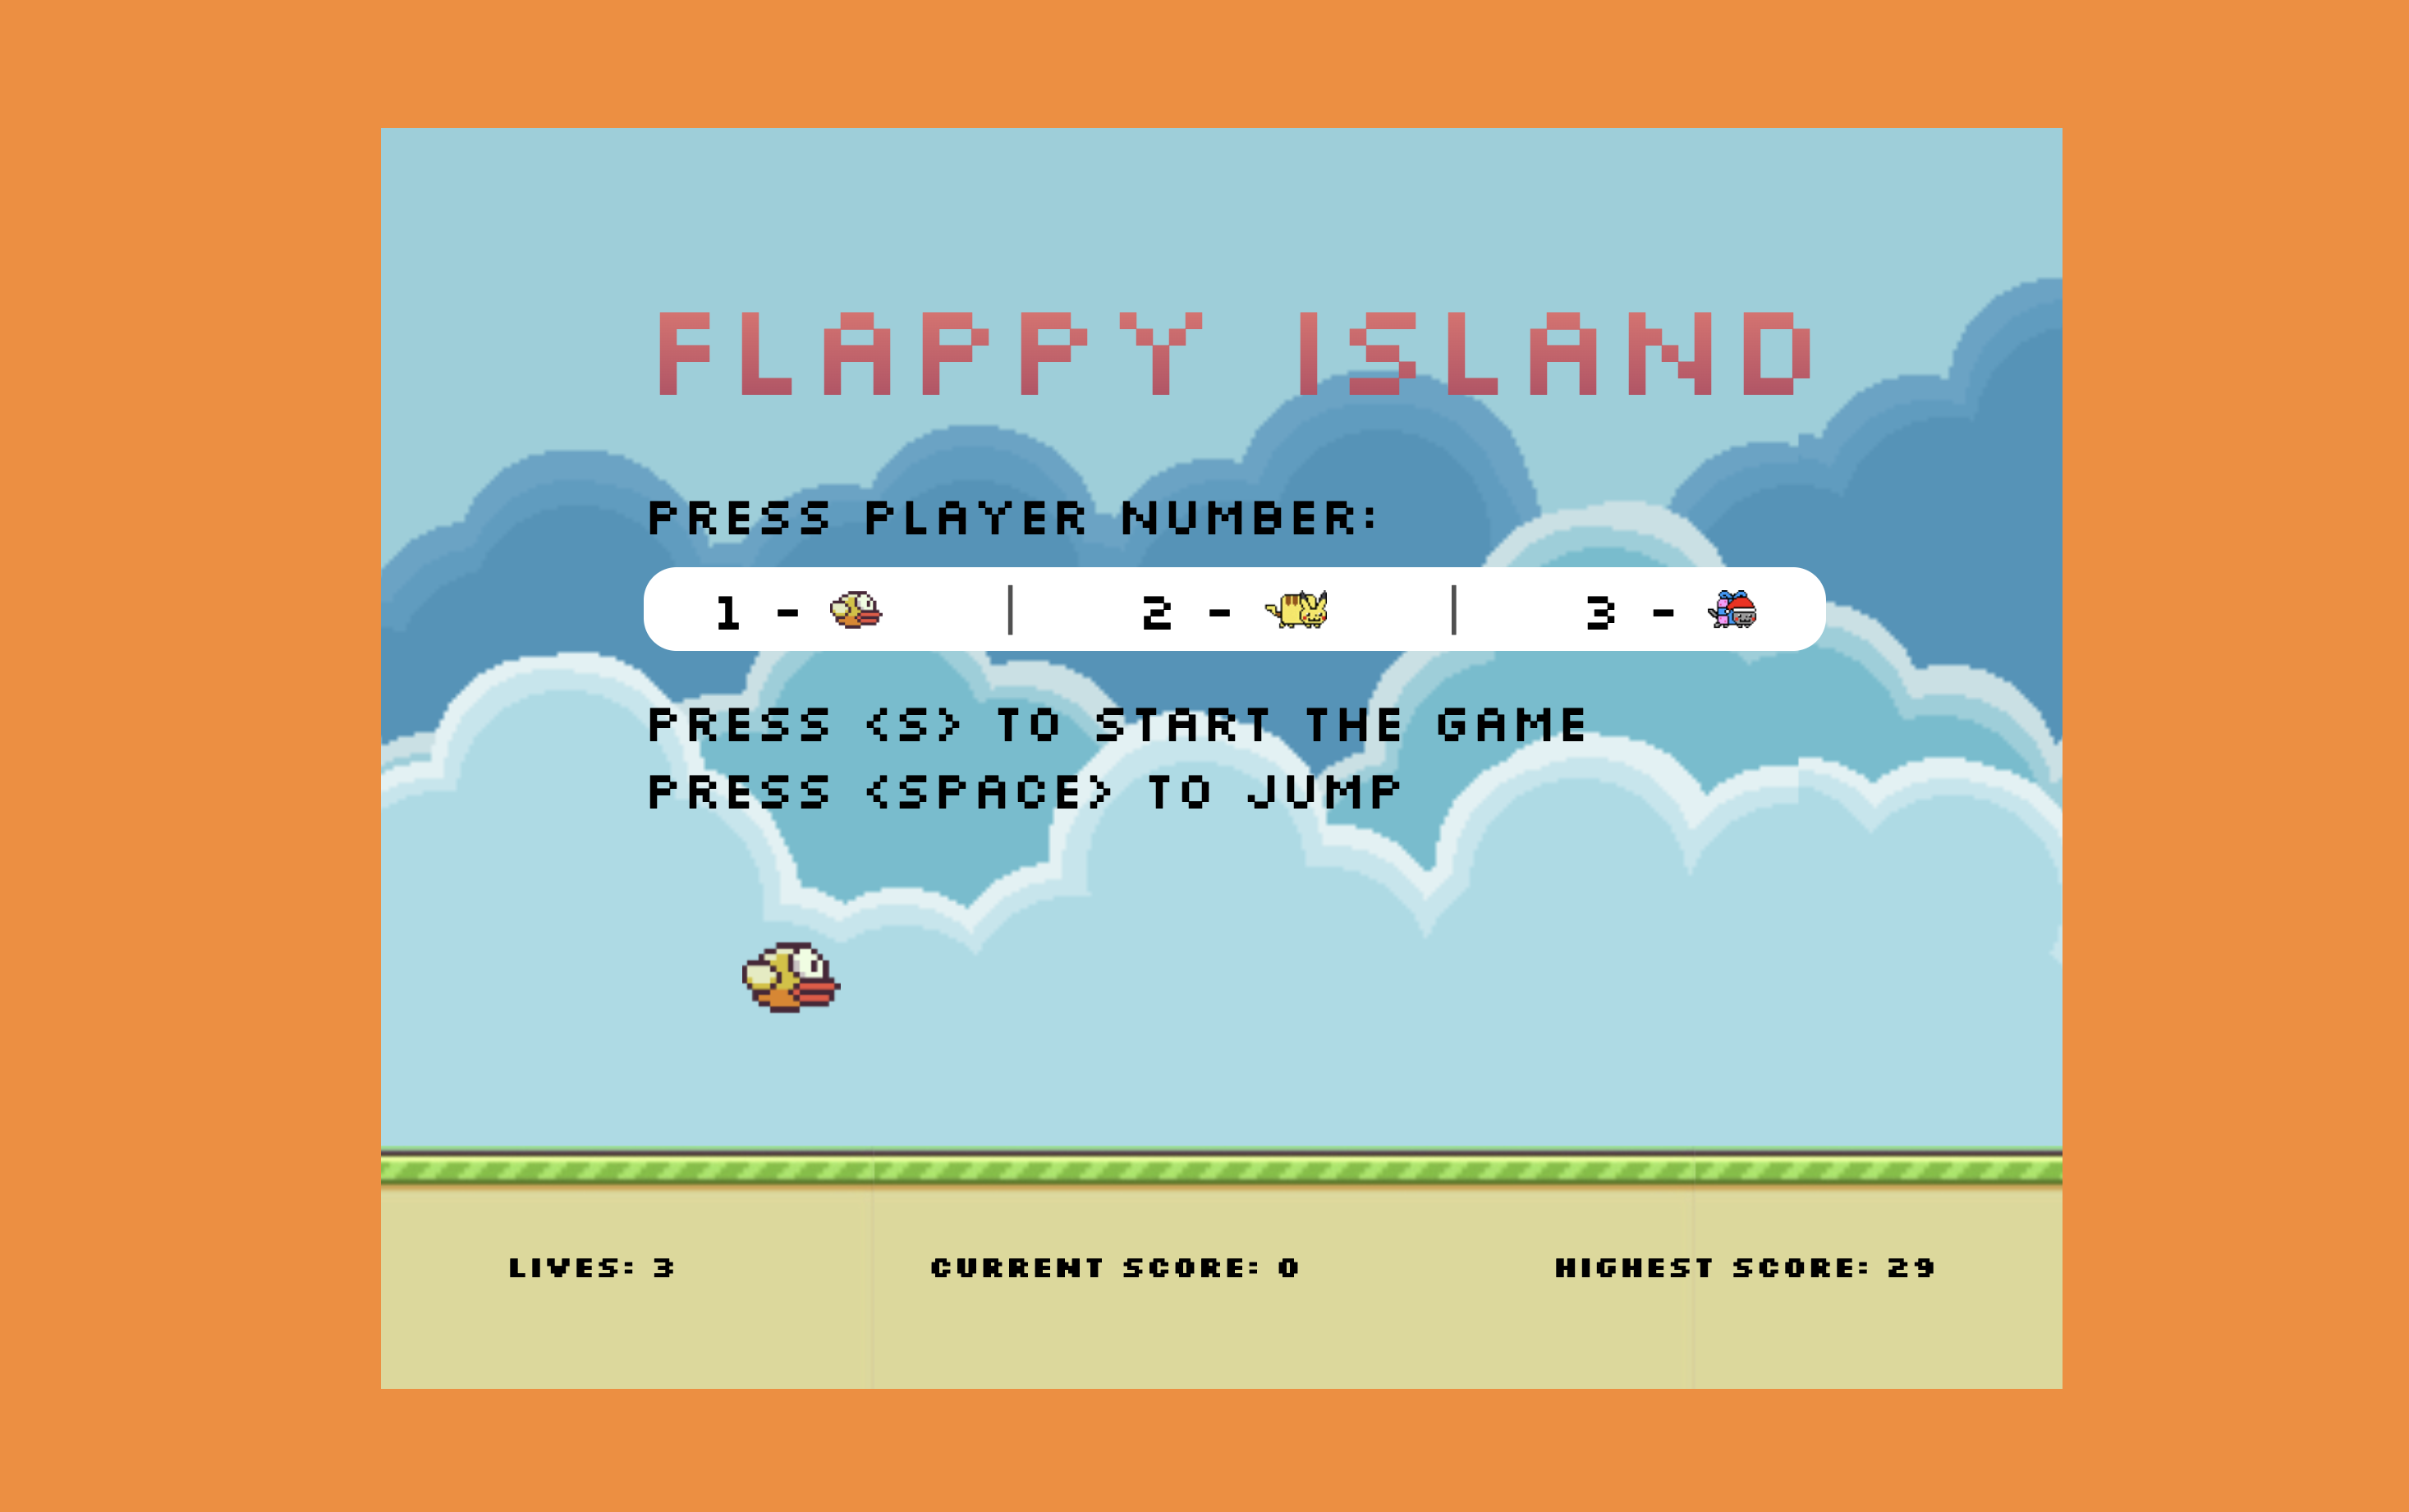 FLAPPY ISLAND
PRESS PLAYER NUMBER:
1 - | 2 - | 3 -
PRESS <S> TO START THE GAME
PRESS <SPACE> TO JUMP
LIVES: 3 CURRENT SCORE: 0 HIGHEST SCORE: 29